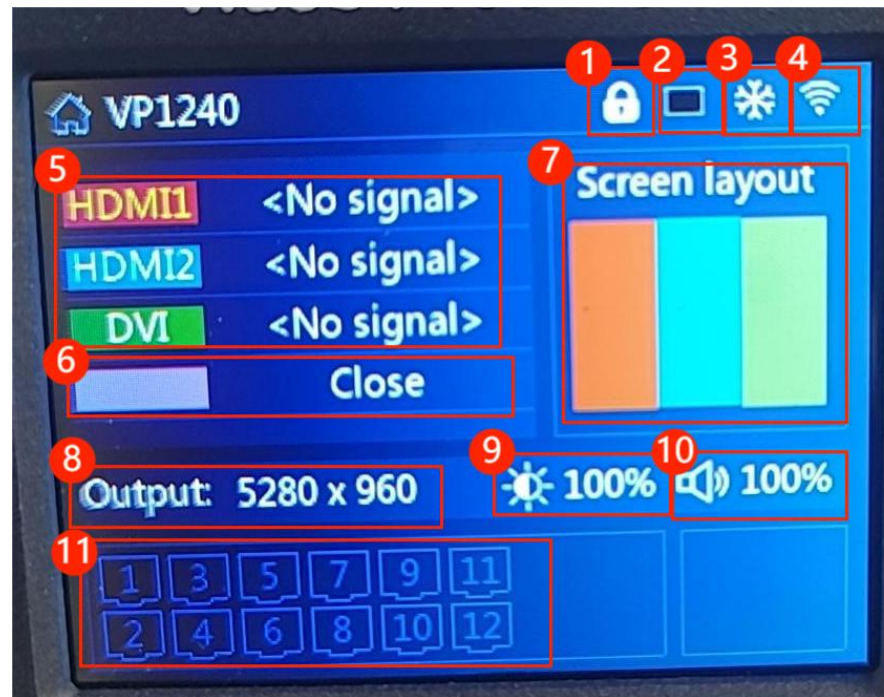 1 2 3 4
VP1240
5 7
HDMI1 <No signal> Screen layout
HDMI2 <No signal>
DVI <No signal>
6
Close
8 9 10
Output: 5280 x 960 100% 100%
11
1 3 5 7 9 11
2 4 6 8 10 12